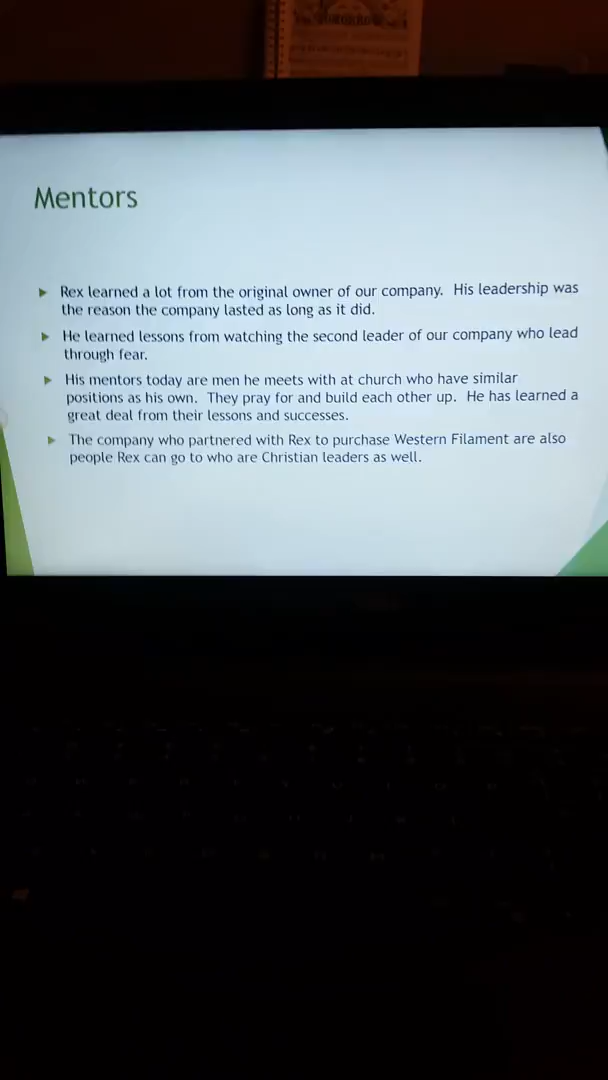 Mentors
Rex learned a lot from the original owner of our company. His leadership was
the reason the company lasted as long as it did.
He learned lessons from watching the second leader of our company who lead
through fear.
His mentors today are men he meets with at church who have similar
positions as his own. They pray for and build each other up. He has learned a
great deal from their lessons and successes.
The company who partnered with Rex to purchase Western Filament are also
people Rex can go to who are Christian leaders as well.